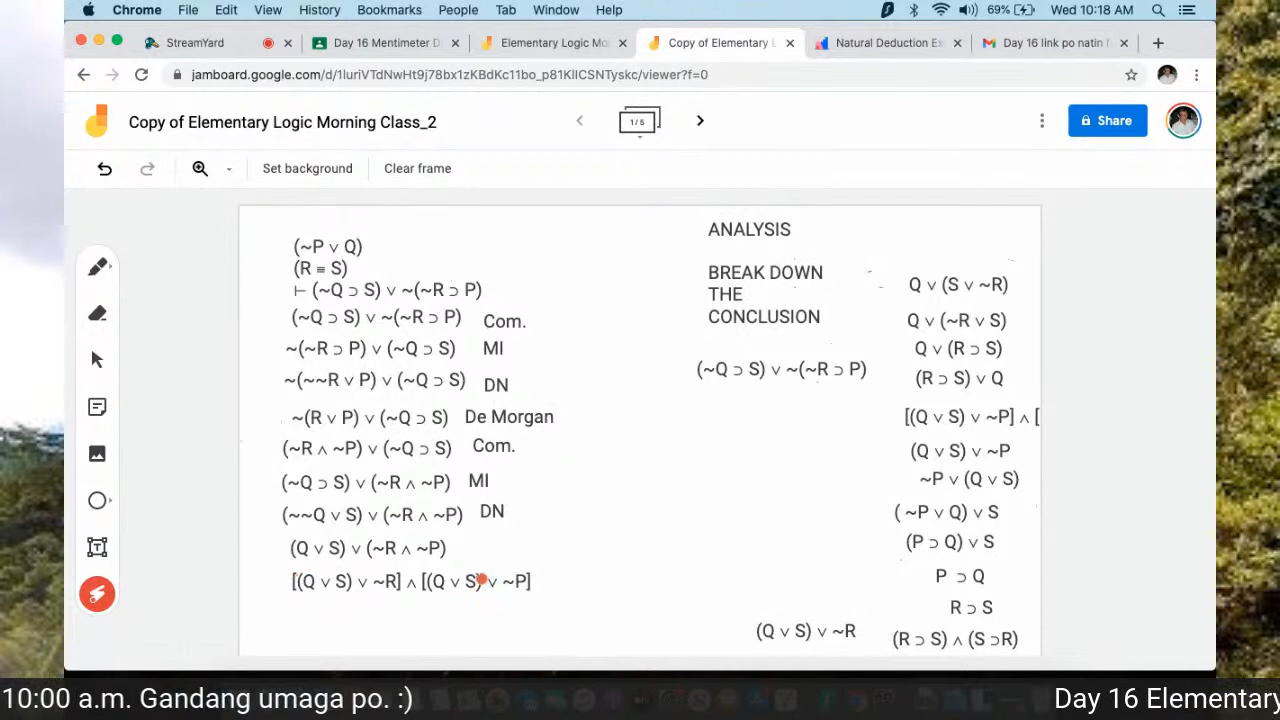 Chrome File Edit View History Bookmarks People Tab Window Help 69% Wed 10:18 AM
StreamYard
Day 16 Mentimeter D
Elementary Logic Mo
Copy of Elementary L
Natural Deduction Ex
Day 16 link po natin
jamboard.google.com/d/1luriVTdNwHt9j78bx1zKBdKc11bo_p81KIICSNTyskc/viewer?f=0
Copy of Elementary Logic Morning Class_2
1/5
Share
Set background
Clear frame
(~P ∨ Q)
(R ≡ S)
⊢ (~Q ⊃ S) ∨ ~(~R ⊃ P)
(~Q ⊃ S) ∨ ~(~R ⊃ P) Com.
~(~R ⊃ P) ∨ (~Q ⊃ S) MI
~(~~R ∨ P) ∨ (~Q ⊃ S) DN
~(R ∨ P) ∨ (~Q ⊃ S) De Morgan
(~R ∧ ~P) ∨ (~Q ⊃ S) Com.
(~Q ⊃ S) ∨ (~R ∧ ~P) MI
(~~Q ∨ S) ∨ (~R ∧ ~P) DN
(Q ∨ S) ∨ (~R ∧ ~P)
[(Q ∨ S) ∨ ~R] ∧ [(Q ∨ S) ∨ ~P]
ANALYSIS
BREAK DOWN
THE
CONCLUSION
(~Q ⊃ S) ∨ ~(~R ⊃ P)
(Q ∨ S) ∨ ~R
Q ∨ (S ∨ ~R)
Q ∨ (~R ∨ S)
Q ∨ (R ⊃ S)
(R ⊃ S) ∨ Q
[(Q ∨ S) ∨ ~P] ∧ [
(Q ∨ S) ∨ ~P
~P ∨ (Q ∨ S)
( ~P ∨ Q) ∨ S
(P ⊃ Q) ∨ S
P ⊃ Q
R ⊃ S
(R ⊃ S) ∧ (S ⊃R)
10:00 a.m. Gandang umaga po. :)
Day 16 Elementary